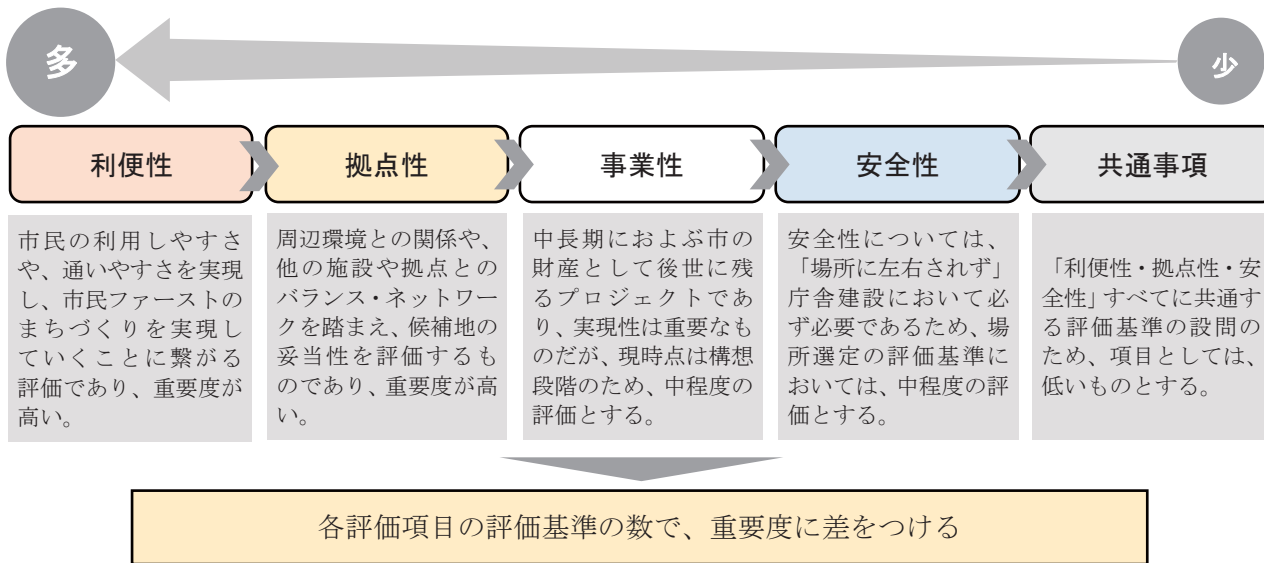 多
少
利便性
拠点性
事業性
安全性
共通事項
市民の利用しやすさ
や、通いやすさを実現
し、市民ファーストの
まちづくりを実現し
ていくことに繋がる
評価であり、重要度が
高い。
周辺環境との関係や、
他の施設や拠点との
バランス・ネットワー
クを踏まえ、候補地の
妥当性を評価するも
のであり、重要度が高
い。
中長期におよぶ市の
財産として後世に残
るプロジェクトであ
り、実現性は重要なも
のだが、現時点は構想
段階のため、中程度の
評価とする。
安全性については、
「場所に左右されず」
庁舎建設において必
ず必要であるため、場
所選定の評価基準に
おいては、中程度の評
価とする。
「利便性・拠点性・安
全性」すべてに共通す
る評価基準の設問の
ため、項目としては、
低いものとする。
各評価項目の評価基準の数で、重要度に差をつける